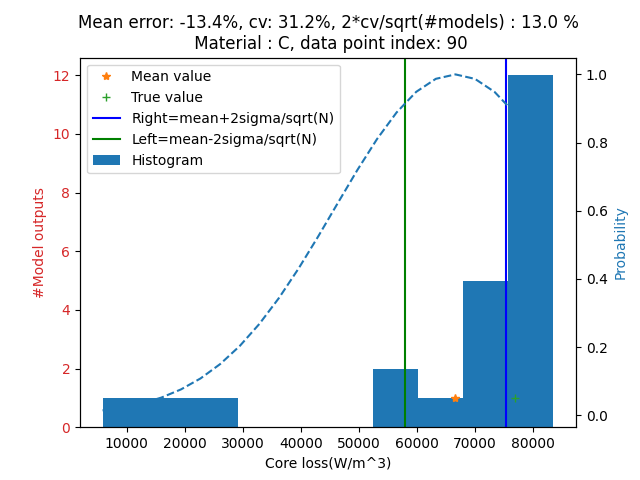 Mean error: -13.4%, cv: 31.2%, 2*cv/sqrt(#models) : 13.0 %
Material : C, data point index: 90
Mean value
True value
Right=mean+2sigma/sqrt(N)
Left=mean-2sigma/sqrt(N)
Histogram
12
10
8
6
4
2
0
#Model outputs
1.0
0.8
0.6
0.4
0.2
0.0
Probability
10000 20000 30000 40000 50000 60000 70000 80000
Core loss(W/m^3)